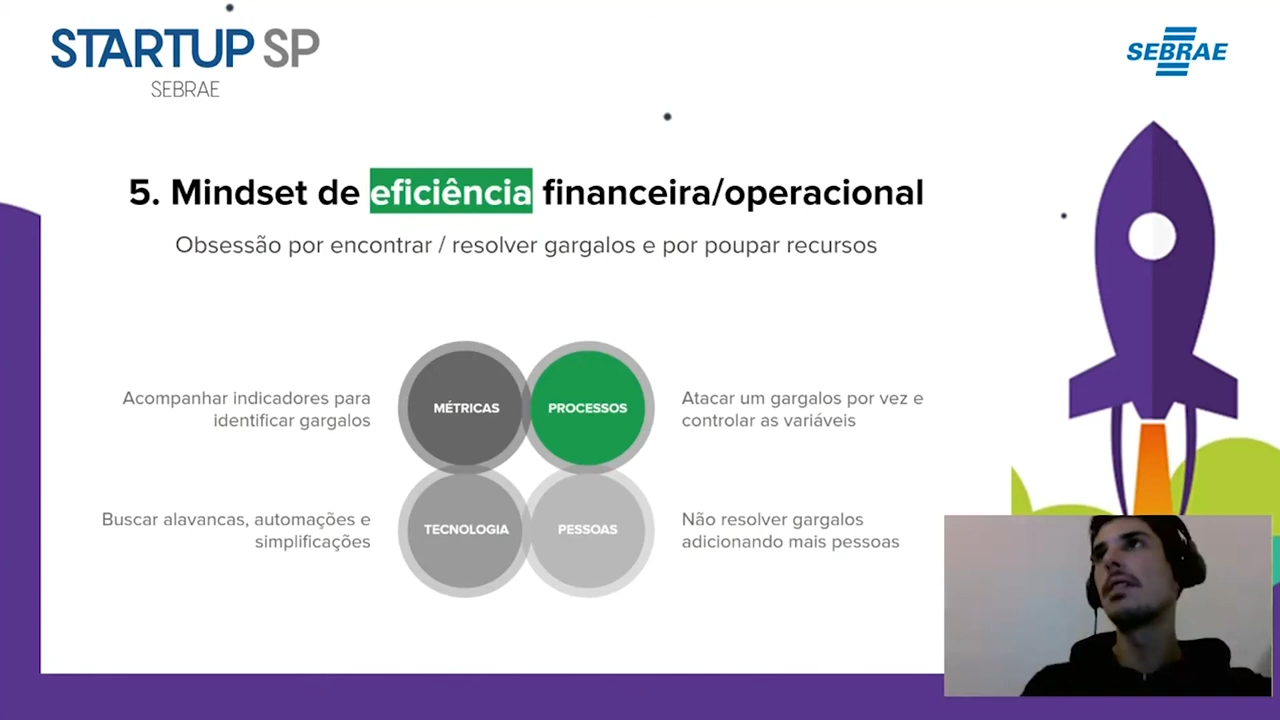 STARTUP SP
SEBRAE
SEBRAE
5. Mindset de eficiência financeira/operacional
Obsessão por encontrar / resolver gargalos e por poupar recursos
Acompanhar indicadores para
identificar gargalos
MÉTRICAS
PROCESSOS
Atacar um gargalos por vez e
controlar as variáveis
Buscar alavancas, automações e
simplificações
TECNOLOGIA
PESSOAS
Não resolver gargalos
adicionando mais pessoas